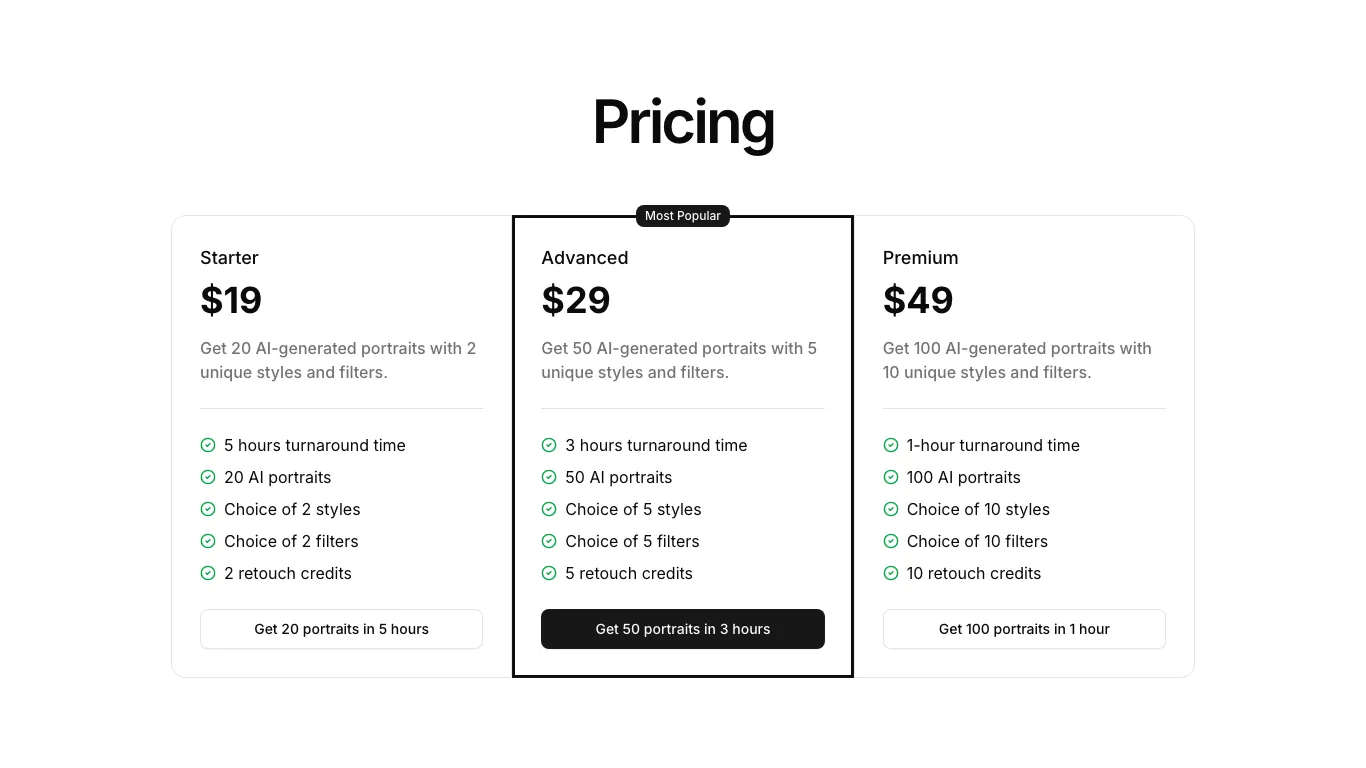 Pricing
Starter
$19
Get 20 AI-generated portraits with 2
unique styles and filters.
5 hours turnaround time
20 AI portraits
Choice of 2 styles
Choice of 2 filters
2 retouch credits
Get 20 portraits in 5 hours
Most Popular
Advanced
$29
Get 50 AI-generated portraits with 5
unique styles and filters.
3 hours turnaround time
50 AI portraits
Choice of 5 styles
Choice of 5 filters
5 retouch credits
Get 50 portraits in 3 hours
Premium
$49
Get 100 AI-generated portraits with
10 unique styles and filters.
1-hour turnaround time
100 AI portraits
Choice of 10 styles
Choice of 10 filters
10 retouch credits
Get 100 portraits in 1 hour